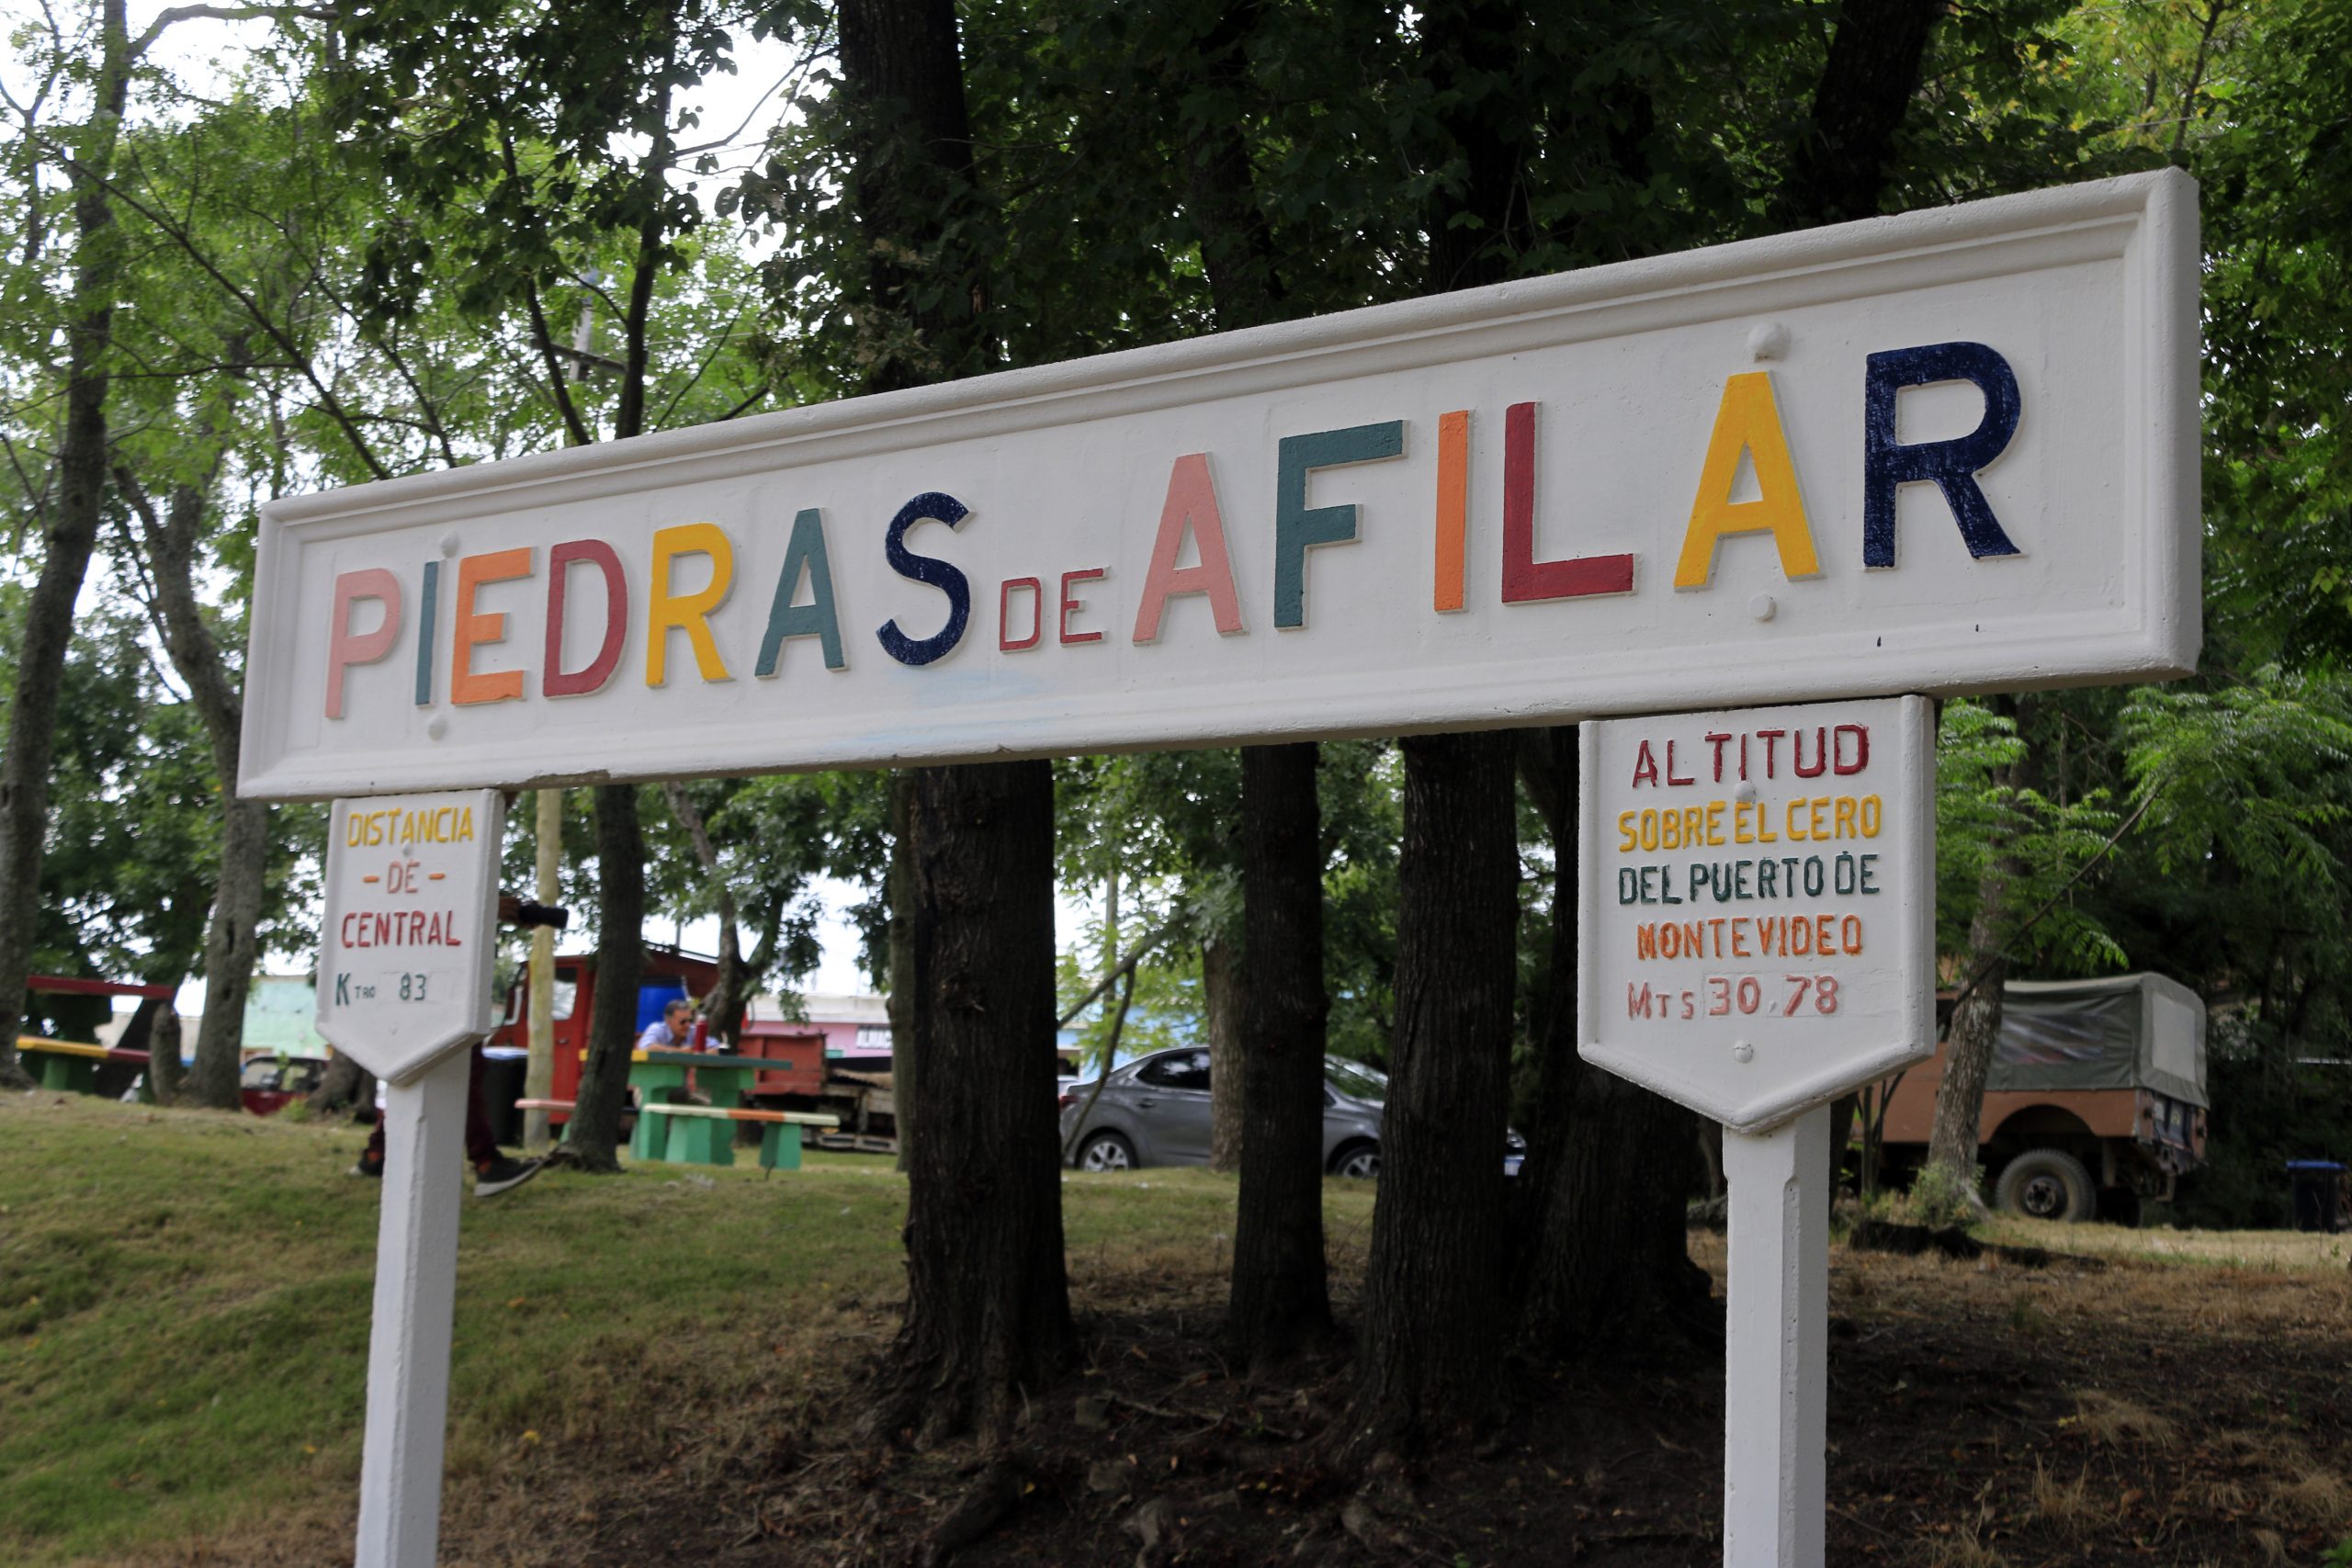 PIEDRAS DE AFILAR
DISTANCIA
- DE -
CENTRAL
KTRO 83
ALTITUD
SOBRE EL CERO
DEL PUERTO DE
MONTEVIDEO
MTS 30.78